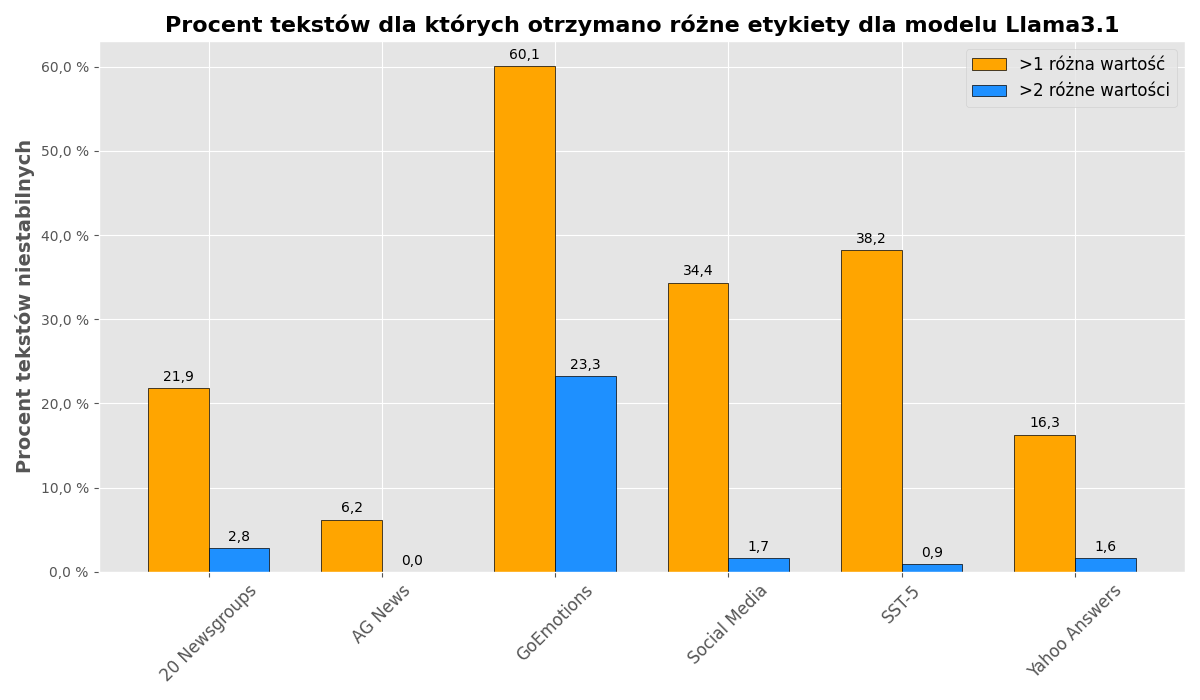 Procent tekstów dla których otrzymano różne etykiety dla modelu Llama3.1
>1 różna wartość
>2 różne wartości
Procent tekstów niestabilnych
60,0 %
50,0 %
40,0 %
30,0 %
20,0 %
10,0 %
0,0 %
21,9
2,8
6,2
0,0
60,1
23,3
34,4
1,7
38,2
0,9
16,3
1,6
20 Newsgroups
AG News
GoEmotions
Social Media
SST-5
Yahoo Answers